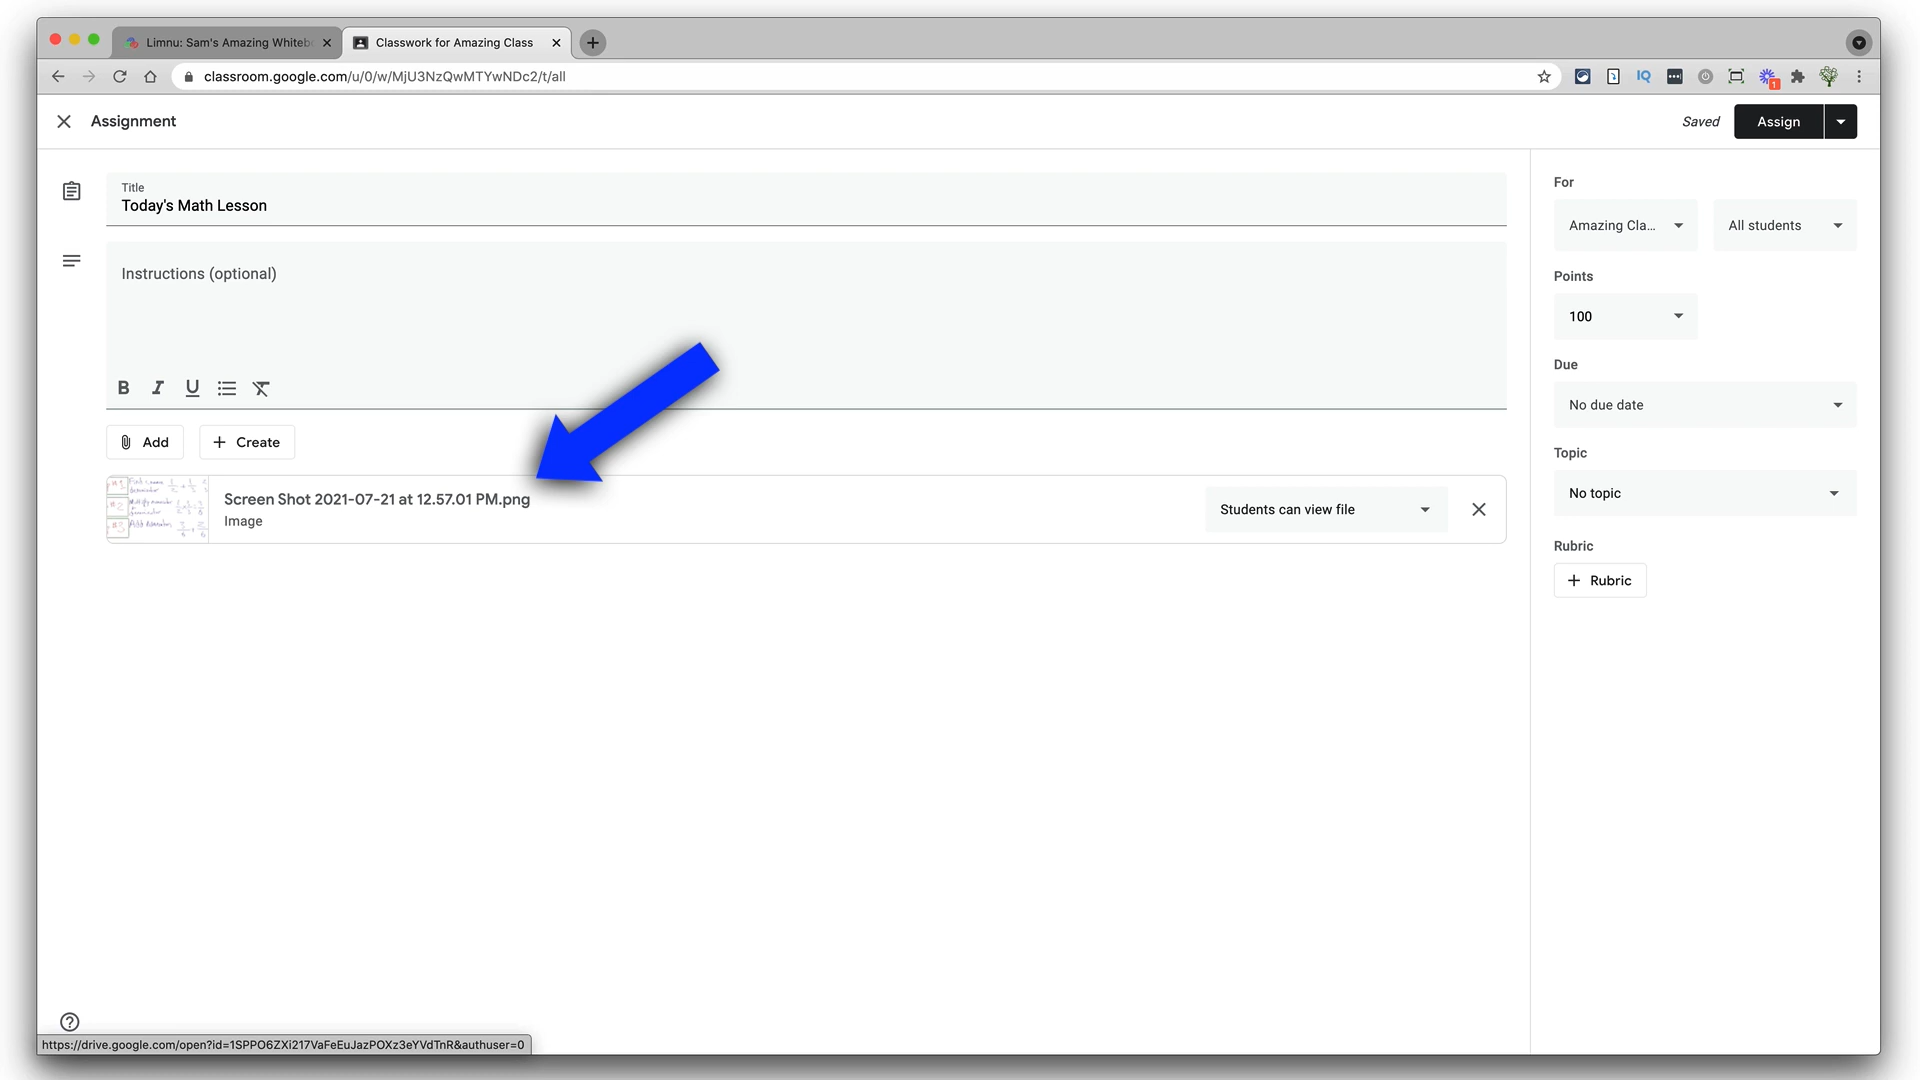 Limnu: Sam's Amazing Whiteb
Classwork for Amazing Class
classroom.google.com/u/0/w/MjU3NzQwMTYwNDc2/t/all
IQ
1
Assignment
Saved
Assign
Title
Today's Math Lesson
Instructions (optional)
B I U
Add
Create
Screen Shot 2021-07-21 at 12.57.01 PM.png
Image
Students can view file
For
Amazing Cla...
All students
Points
100
Due
No due date
Topic
No topic
Rubric
Rubric
https://drive.google.com/open?id=1SPPO6ZXi217VaFeEuJazPOXz3eYVdTnR&authuser=0